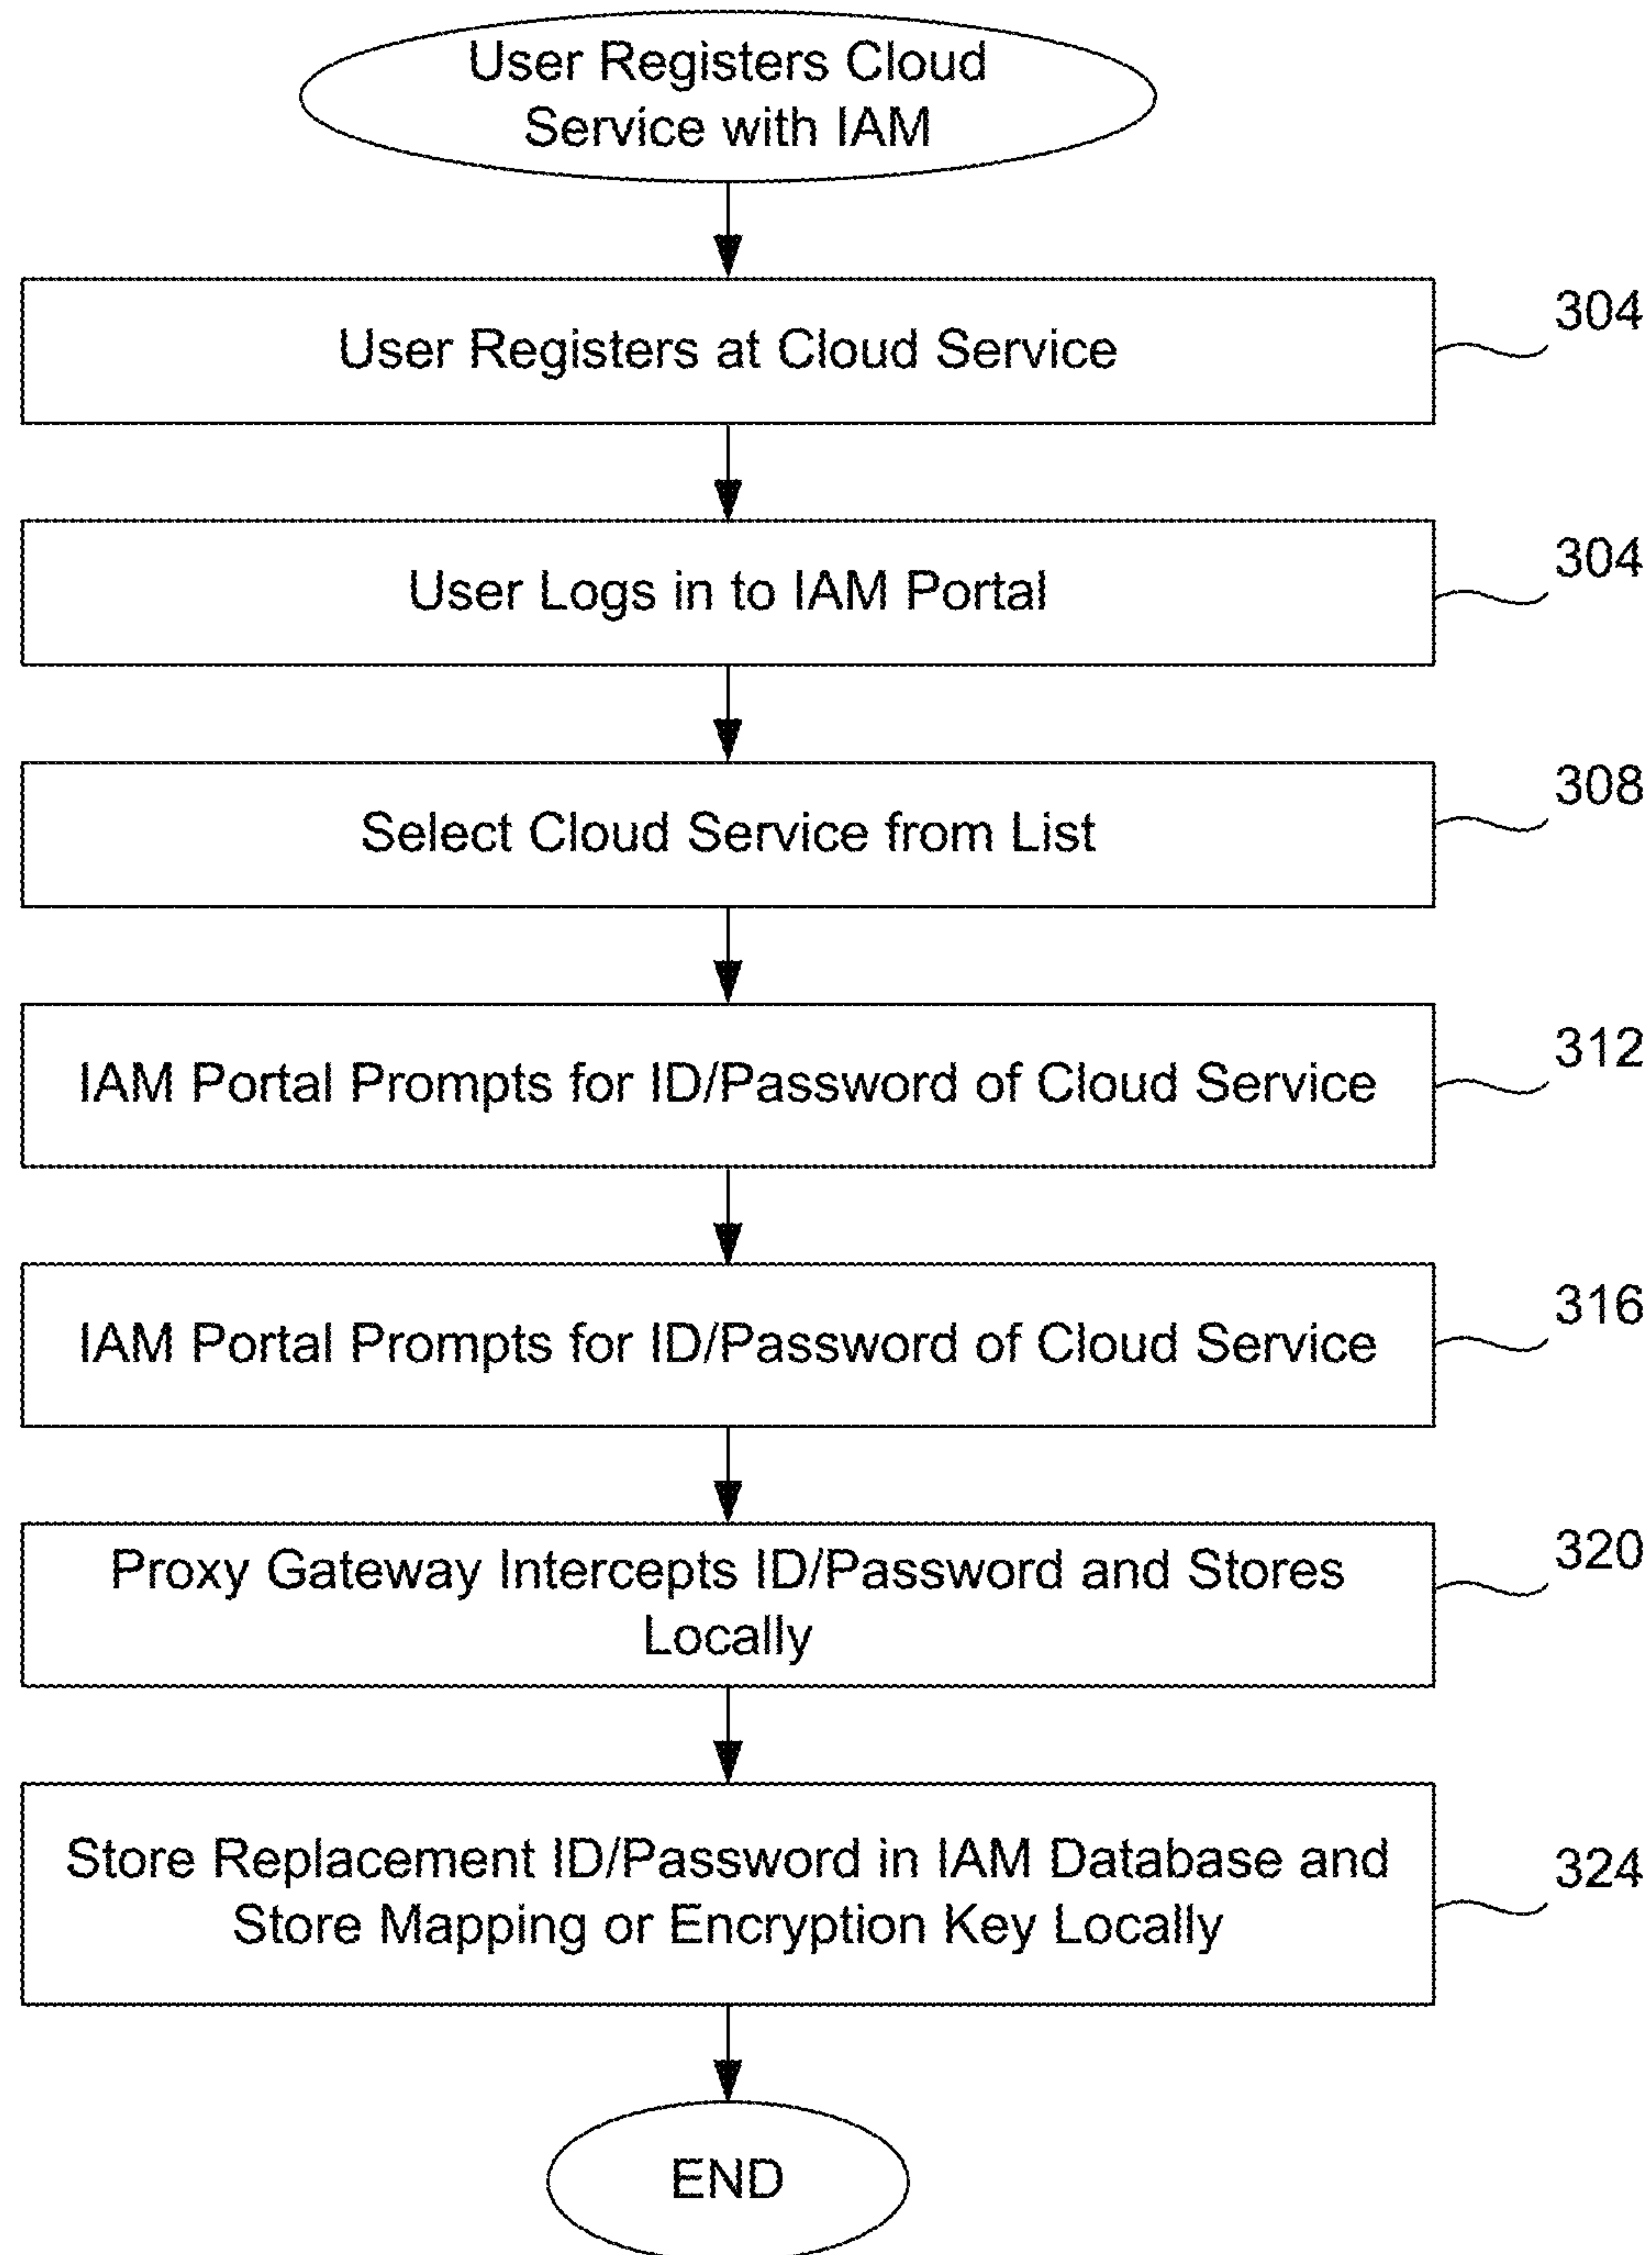 User Registers Cloud
Service with IAM
User Registers at Cloud Service
304
User Logs in to IAM Portal
304
Select Cloud Service from List
308
IAM Portal Prompts for ID/Password of Cloud Service
312
IAM Portal Prompts for ID/Password of Cloud Service
316
Proxy Gateway Intercepts ID/Password and Stores
Locally
320
Store Replacement ID/Password in IAM Database and
Store Mapping or Encryption Key Locally
324
END